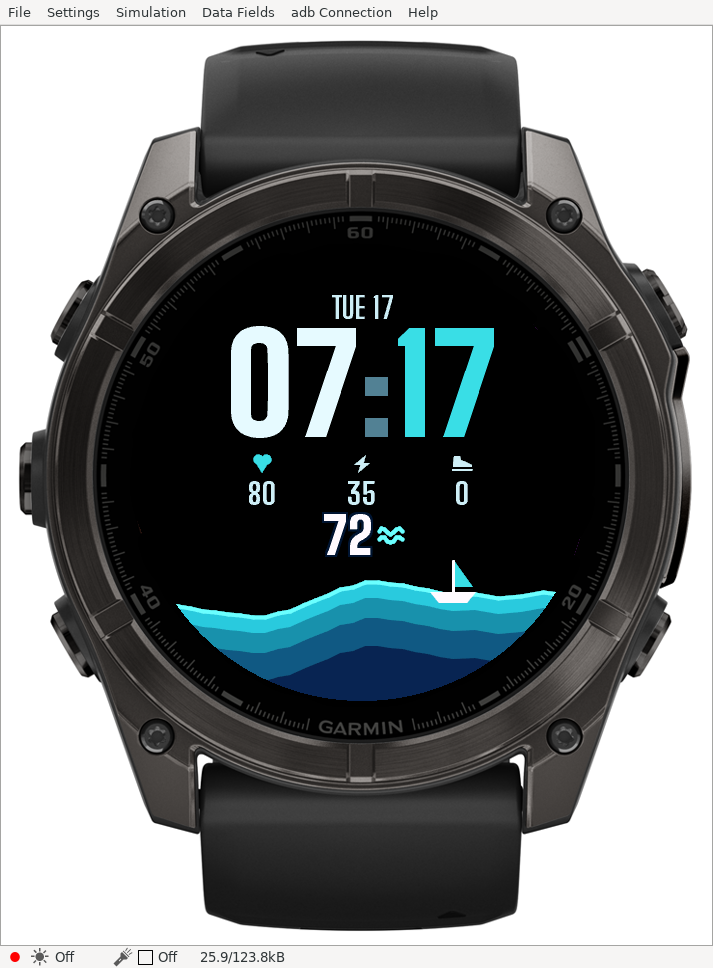 File Settings Simulation Data Fields adb Connection Help
60
TUE 17
50
07:17
80 35 0
72
40
20
GARMIN
Off Off 25.9/123.8kB